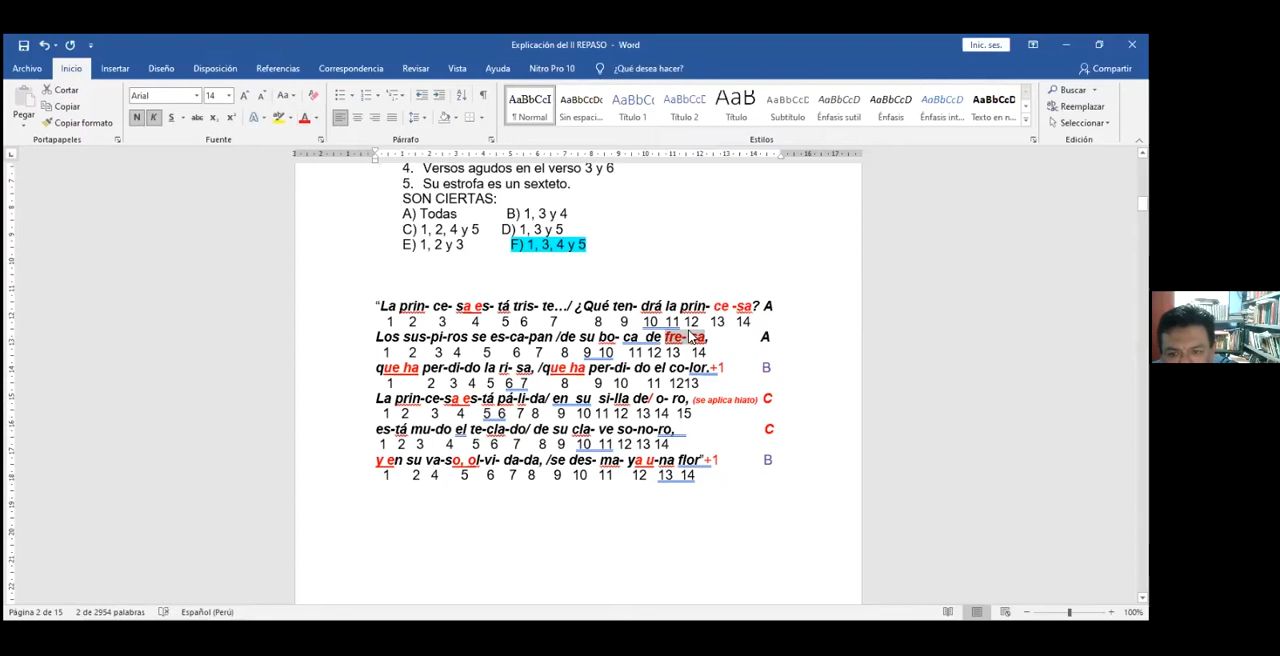 Explicación del II REPASO - Word
Inic. ses.
Archivo Inicio Insertar Diseño Disposición Referencias Correspondencia Revisar Vista Ayuda Nitro Pro 10 ¿Qué desea hacer? Compartir
Pegar Cortar Copiar Copiar formato
Arial 14
N K S abc X₂ X² A A
AaBbCcI AaBbCcDc AaBbC( AaBbCcC AaB AaBbCcD AaBbCcD AaBbCcD AaBbCcD AaBbCcD
¶ Normal Sin espaci... Título 1 Título 2 Título Subtítulo Énfasis sutil Énfasis Énfasis int... Texto en n...
Buscar Reemplazar Seleccionar
Portapapeles Fuente Párrafo Estilos Edición
4. Versos agudos en el verso 3 y 6
5. Su estrofa es un sexteto.
SON CIERTAS:
A) Todas B) 1, 3 y 4
C) 1, 2, 4 y 5 D) 1, 3 y 5
E) 1, 2 y 3 F) 1, 3, 4 y 5
“La prin- ce- sa es- tá tris- te…/ ¿Qué ten- drá la prin- ce -sa? A
1 2 3 4 5 6 7 8 9 10 11 12 13 14
Los sus-pi-ros se es-ca-pan /de su bo- ca de fre-sa, A
1 2 3 4 5 6 7 8 9 10 11 12 13 14
que ha per-di-do la ri- sa, /que ha per-di- do el co-lor.+1 B
1 2 3 4 5 6 7 8 9 10 11 1213
La prin-ce-sa es-tá pá-li-da/ en su si-lla de/ o- ro, (se aplica hiato) C
1 2 3 4 5 6 7 8 9 10 11 12 13 14 15
es-tá mu-do el te-cla-do/ de su cla- ve so-no-ro, C
1 2 3 4 5 6 7 8 9 10 11 12 13 14
y en su va-so, ol-vi- da-da, /se des- ma- ya u-na flor”+1 B
1 2 4 5 6 7 8 9 10 11 12 13 14
Página 2 de 15 2 de 2954 palabras Español (Perú) 100%